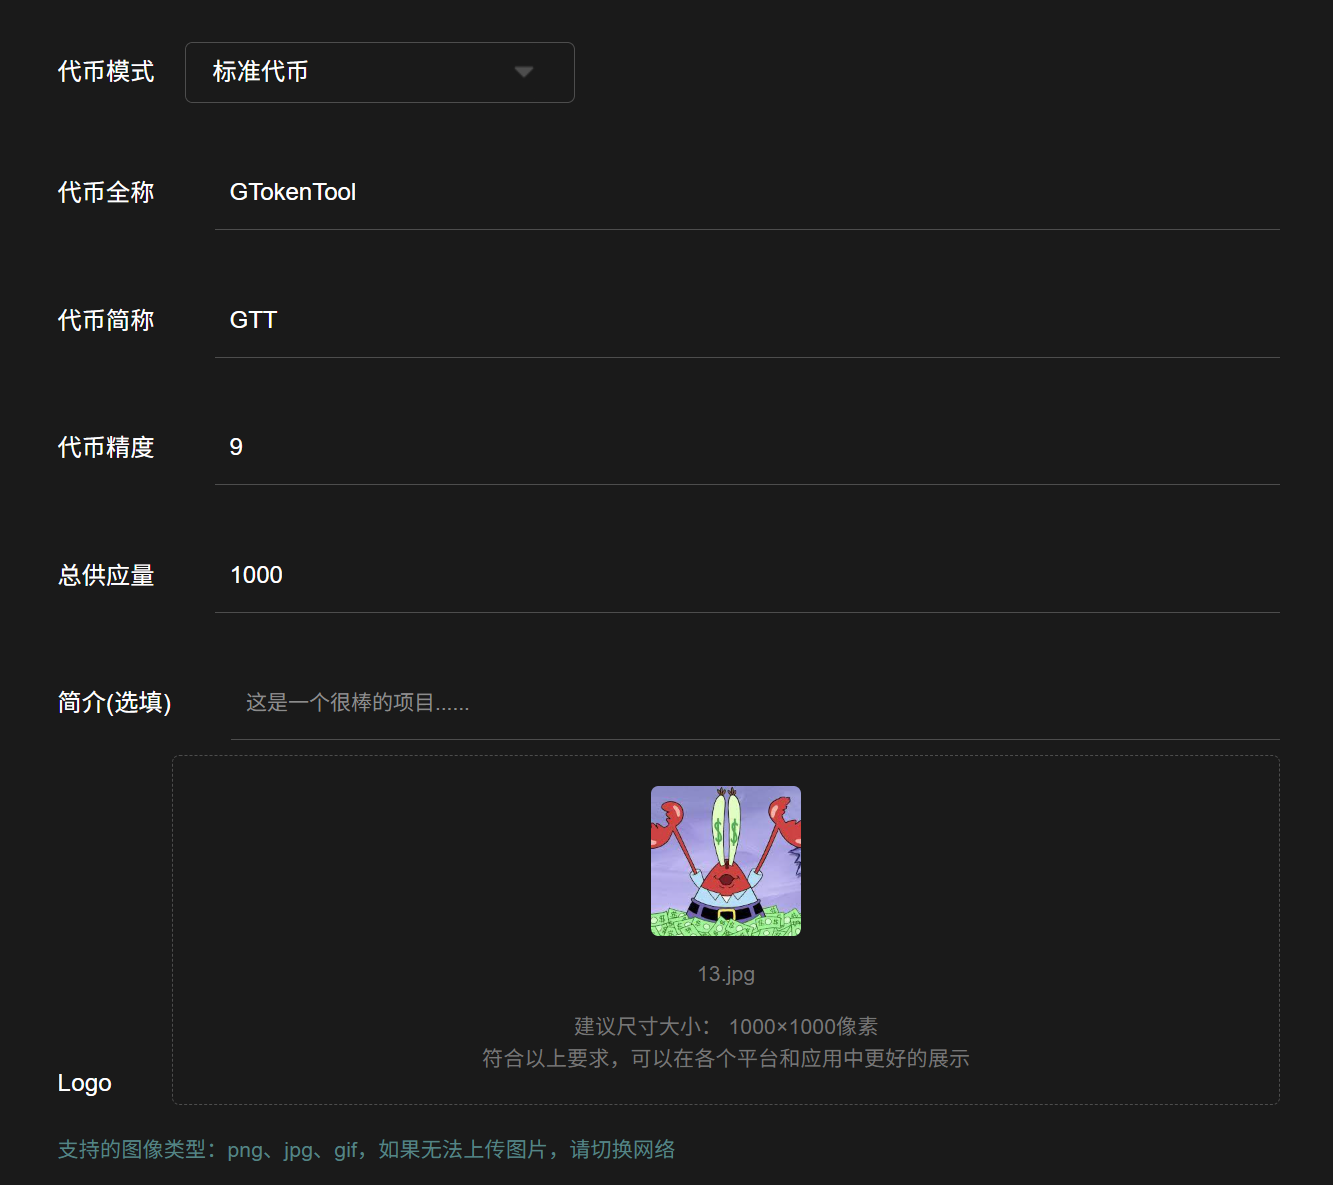 代币模式 标准代币
代币全称 GTokenTool
代币简称 GTT
代币精度 9
总供应量 1000
简介(选填) 这是一个很棒的项目......
13.jpg
建议尺寸大小： 1000×1000像素
符合以上要求，可以在各个平台和应用中更好的展示
Logo
支持的图像类型：png、jpg、gif，如果无法上传图片，请切换网络